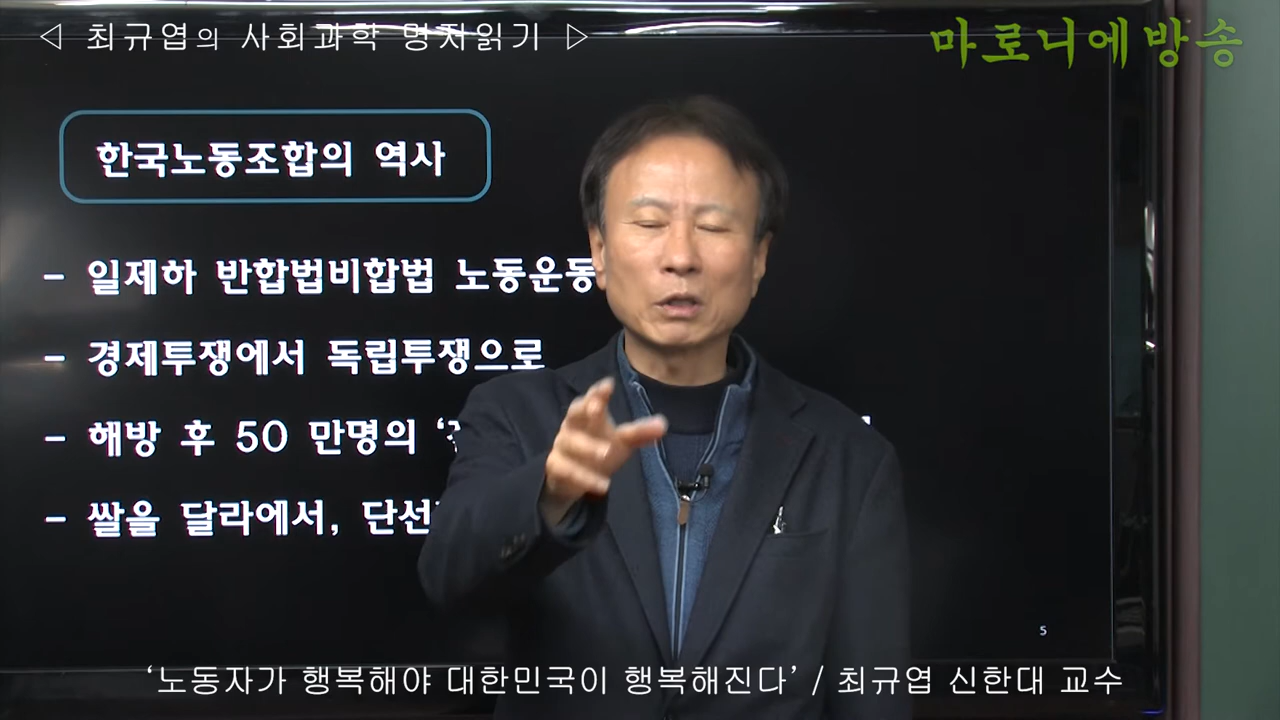 ◁ 최규엽의 사회과학 명저읽기 ▷
마로니에방송
한국노동조합의 역사
- 일제하 반합법비합법 노동운동
- 경제투쟁에서 독립투쟁으로
- 해방 후 50 만명의
- 쌀을 달라에서,
5
‘노동자가 행복해야 대한민국이 행복해진다’ / 최규엽 신한대 교수